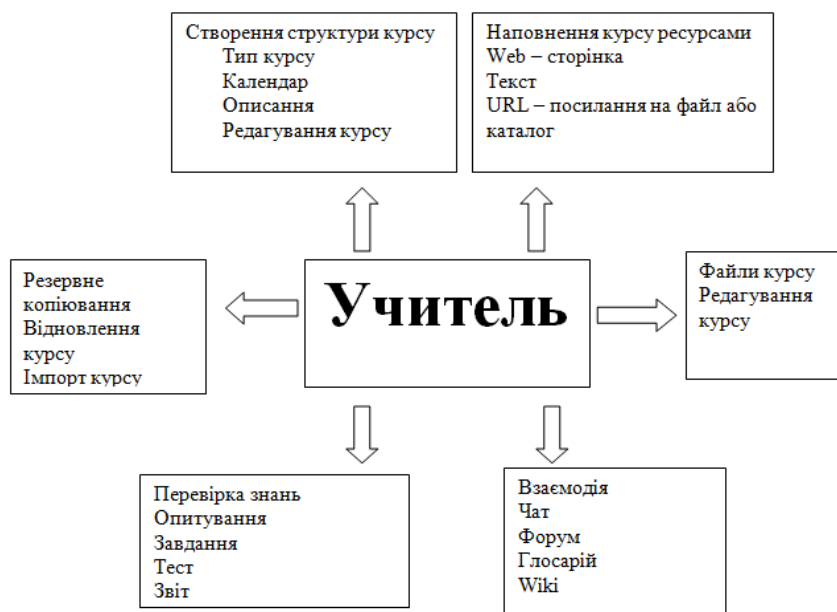 Створення структури курсу
Тип курсу
Календар
Описання
Редагування курсу
Наповнення курсу ресурсами
Web – сторінка
Текст
URL – посилання на файл або
каталог
Резервне
копіювання
Відновлення
курсу
Імпорт курсу
Учитель
Файли курсу
Редагування
курсу
Перевірка знань
Опитування
Завдання
Тест
Звіт
Взаємодія
Чат
Форум
Глосарій
Wiki